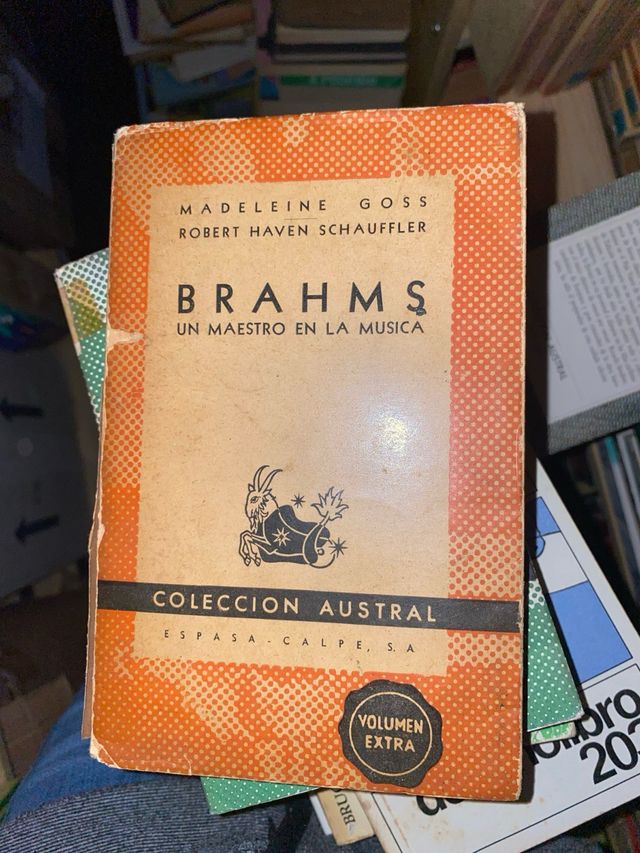 MADELEINE GOSS
ROBERT HAVEN SCHAUFFLER
BRAHMS
UN MAESTRO EN LA MUSICA
COLECCION AUSTRAL
ESPASA-CALPE, S.A
VOLUMEN
EXTRA